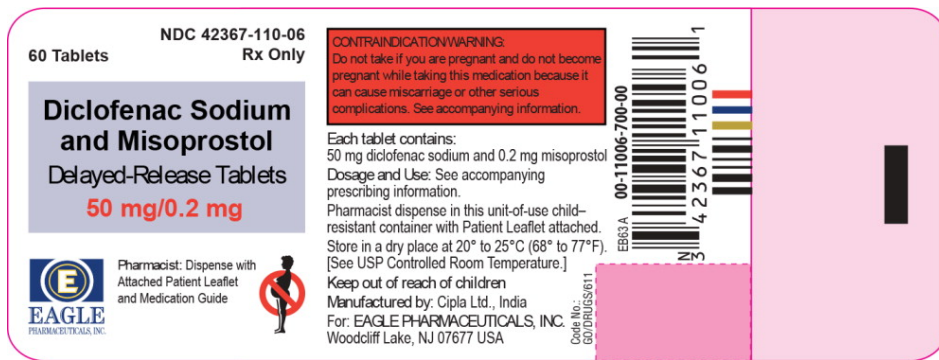 NDC 42367-110-06
60 Tablets Rx Only
Diclofenac Sodium
and Misoprostol
Delayed-Release Tablets
50 mg/0.2 mg
E
EAGLE
PHARMACEUTICALS, INC.
Pharmacist: Dispense with
Attached Patient Leaflet
and Medication Guide
CONTRAINDICATION/WARNING:
Do not take if you are pregnant and do not become
pregnant while taking this medication because it
can cause miscarriage or other serious
complications. See accompanying information.
Each tablet contains:
50 mg diclofenac sodium and 0.2 mg misoprostol
Dosage and Use: See accompanying
prescribing information.
Pharmacist dispense in this unit-of-use child–
resistant container with Patient Leaflet attached.
Store in a dry place at 20° to 25°C (68° to 77°F).
[See USP Controlled Room Temperature.]
Keep out of reach of children
Manufactured by: Cipla Ltd., India
For: EAGLE PHARMACEUTICALS, INC.
Woodcliff Lake, NJ 07677 USA
00-11006-700-00
EB63 A
N
3 42367 11006 1
Code No.:
GO/DRUGS/611